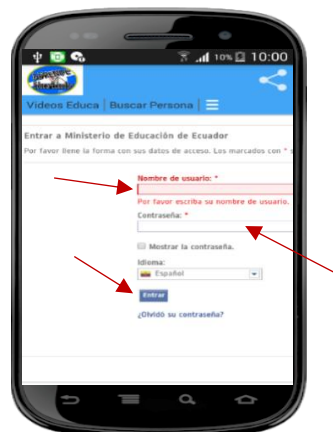 10% 10:00
Videos Educa | Buscar Persona |
Entrar a Ministerio de Educación de Ecuador
Por favor llene la forma con sus datos de acceso. Los marcados con *
Nombre de usuario: *
Por favor escriba su nombre de usuario.
Contraseña: *
Mostrar la contraseña.
Idioma:
Español
Entrar
¿Olvidó su contraseña?